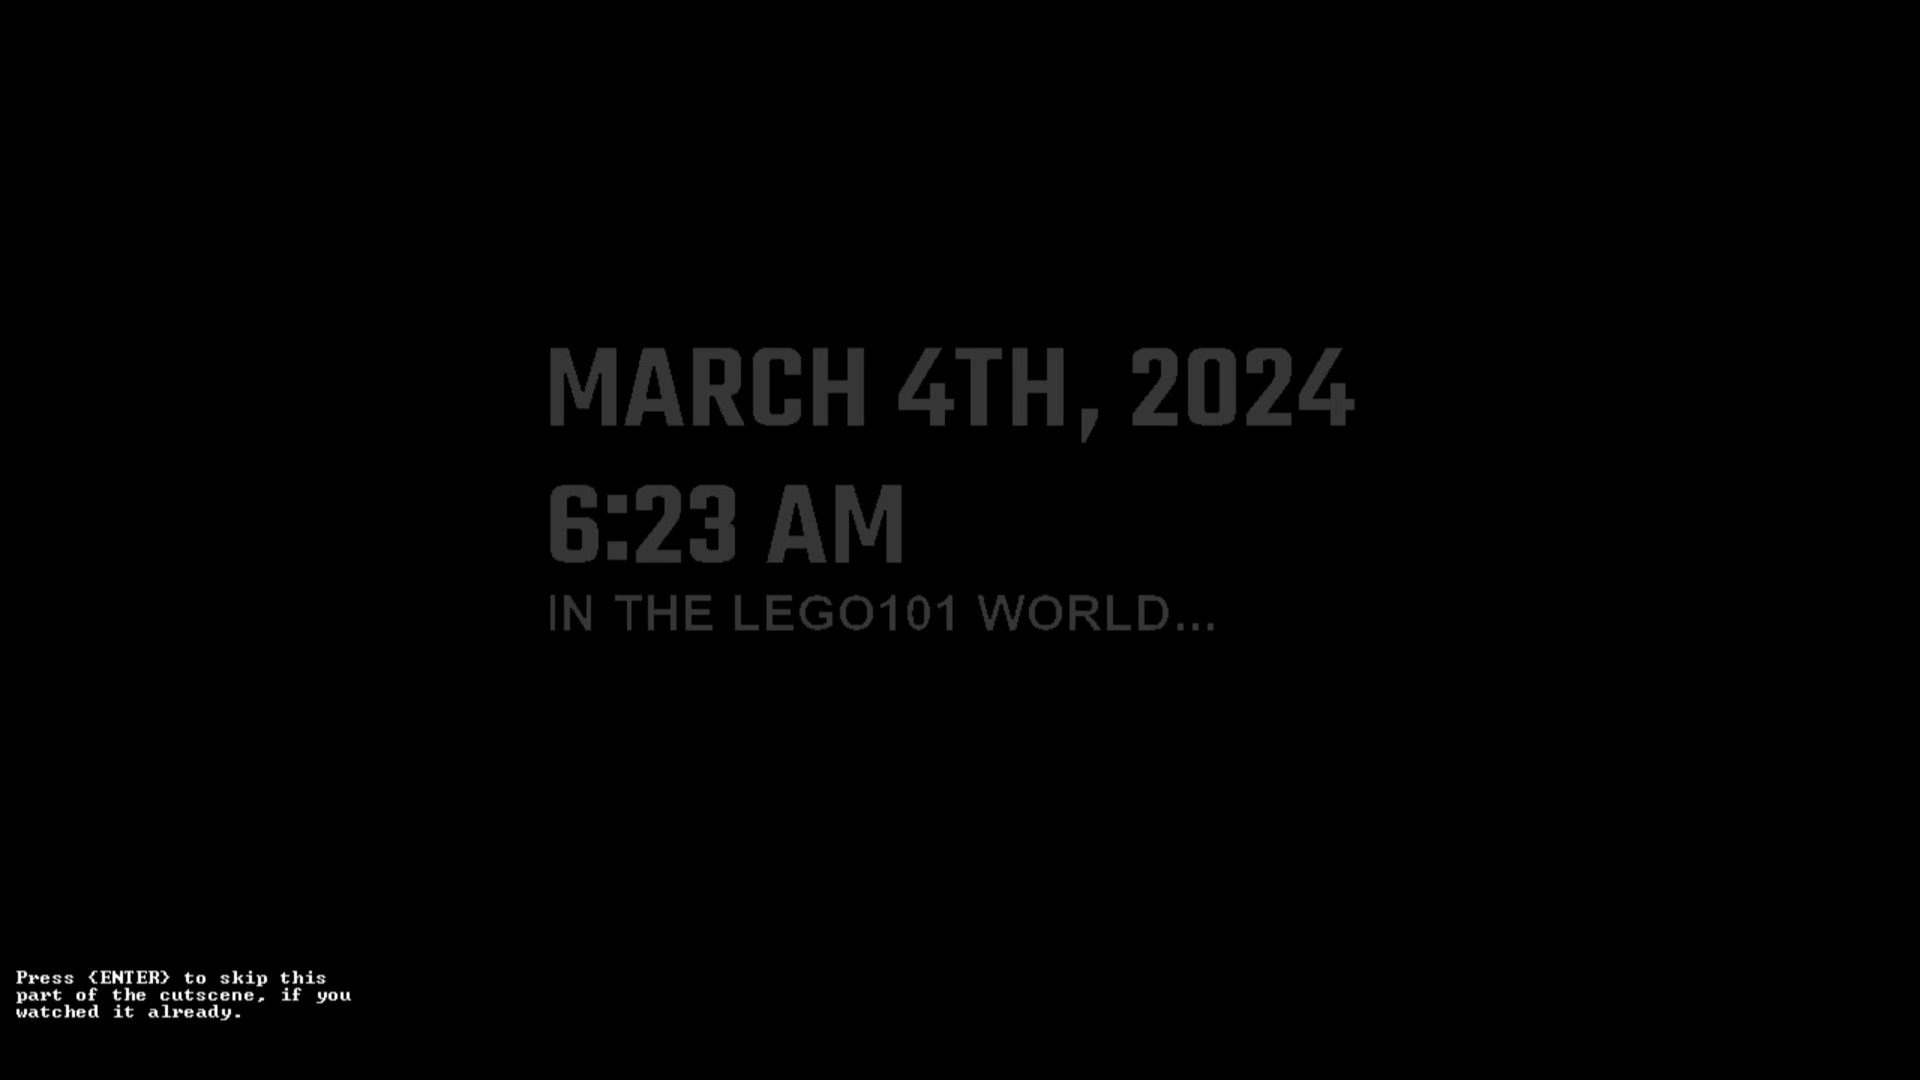 MARCH 4TH, 2024
6:23 AM
IN THE LEGO101 WORLD...
Press <ENTER> to skip this
part of the cutscene, if you
watched it already.